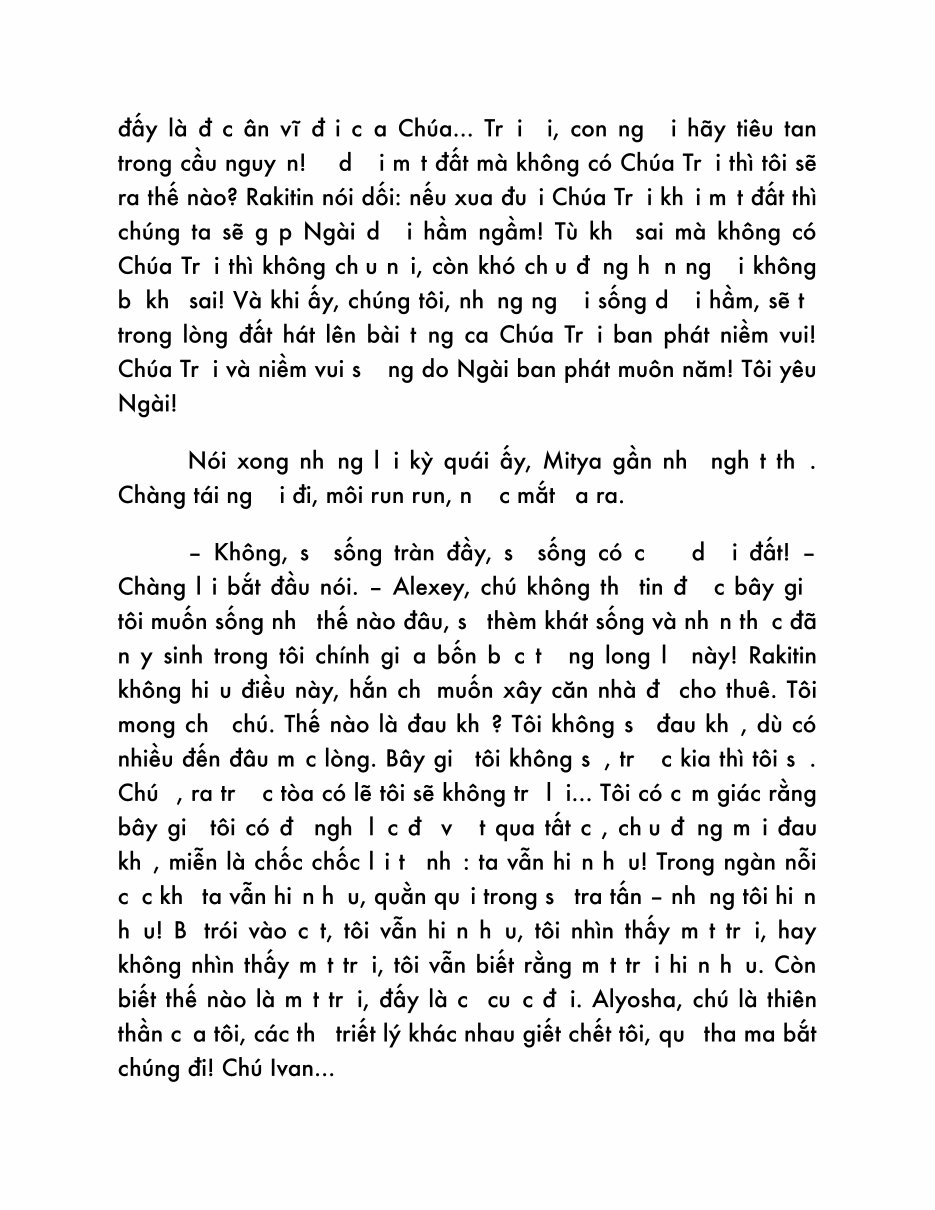 đấy là đ c ân vĩ đ i c a Chúa... Tr i i, con ng i hãy tiêu tan
trong cầu nguy n! d i m t đất mà không có Chúa Tr i thì tôi sẽ
ra thế nào? Rakitin nói dối: nếu xua đu i Chúa Tr i kh i m t đất thì
chúng ta sẽ g p Ngài d i hầm ngầm! Tù kh sai mà không có
Chúa Tr i thì không ch u n i, còn khó ch u đ ng h n ng i không
b kh sai! Và khi ấy, chúng tôi, nh ng ng i sống d i hầm, sẽ t
trong lòng đất hát lên bài t ng ca Chúa Tr i ban phát niềm vui!
Chúa Tr i và niềm vui s ng do Ngài ban phát muôn năm! Tôi yêu
Ngài!
Nói xong nh ng l i kỳ quái ấy, Mitya gần nh ngh t th .
Chàng tái ng i đi, môi run run, n c mắt a ra.
– Không, s sống tràn đầy, s sống có c d i đất! –
Chàng l i bắt đầu nói. – Alexey, chú không th tin đ c bây gi
tôi muốn sống nh thế nào đâu, s thèm khát sống và nh n th c đã
n y sinh trong tôi chính gi a bốn b c t ng long l này! Rakitin
không hi u điều này, hắn ch muốn xây căn nhà đ cho thuê. Tôi
mong ch chú. Thế nào là đau kh ? Tôi không s đau kh , dù có
nhiều đến đâu m c lòng. Bây gi tôi không s , tr c kia thì tôi s .
Chú , ra tr c tòa có lẽ tôi sẽ không tr l i... Tôi có c m giác rằng
bây gi tôi có đ ngh l c đ v t qua tất c , ch u đ ng m i đau
kh , miễn là chốc chốc l i t nh : ta vẫn hi n h u! Trong ngàn nỗi
c c kh ta vẫn hi n h u, quằn qu i trong s tra tấn – nh ng tôi hi n
h u! B trói vào c t, tôi vẫn hi n h u, tôi nhìn thấy m t tr i, hay
không nhìn thấy m t tr i, tôi vẫn biết rằng m t tr i hi n h u. Còn
biết thế nào là m t tr i, đấy là c cu c đ i. Alyosha, chú là thiên
thần c a tôi, các th triết lý khác nhau giết chết tôi, qu tha ma bắt
chúng đi! Chú Ivan...